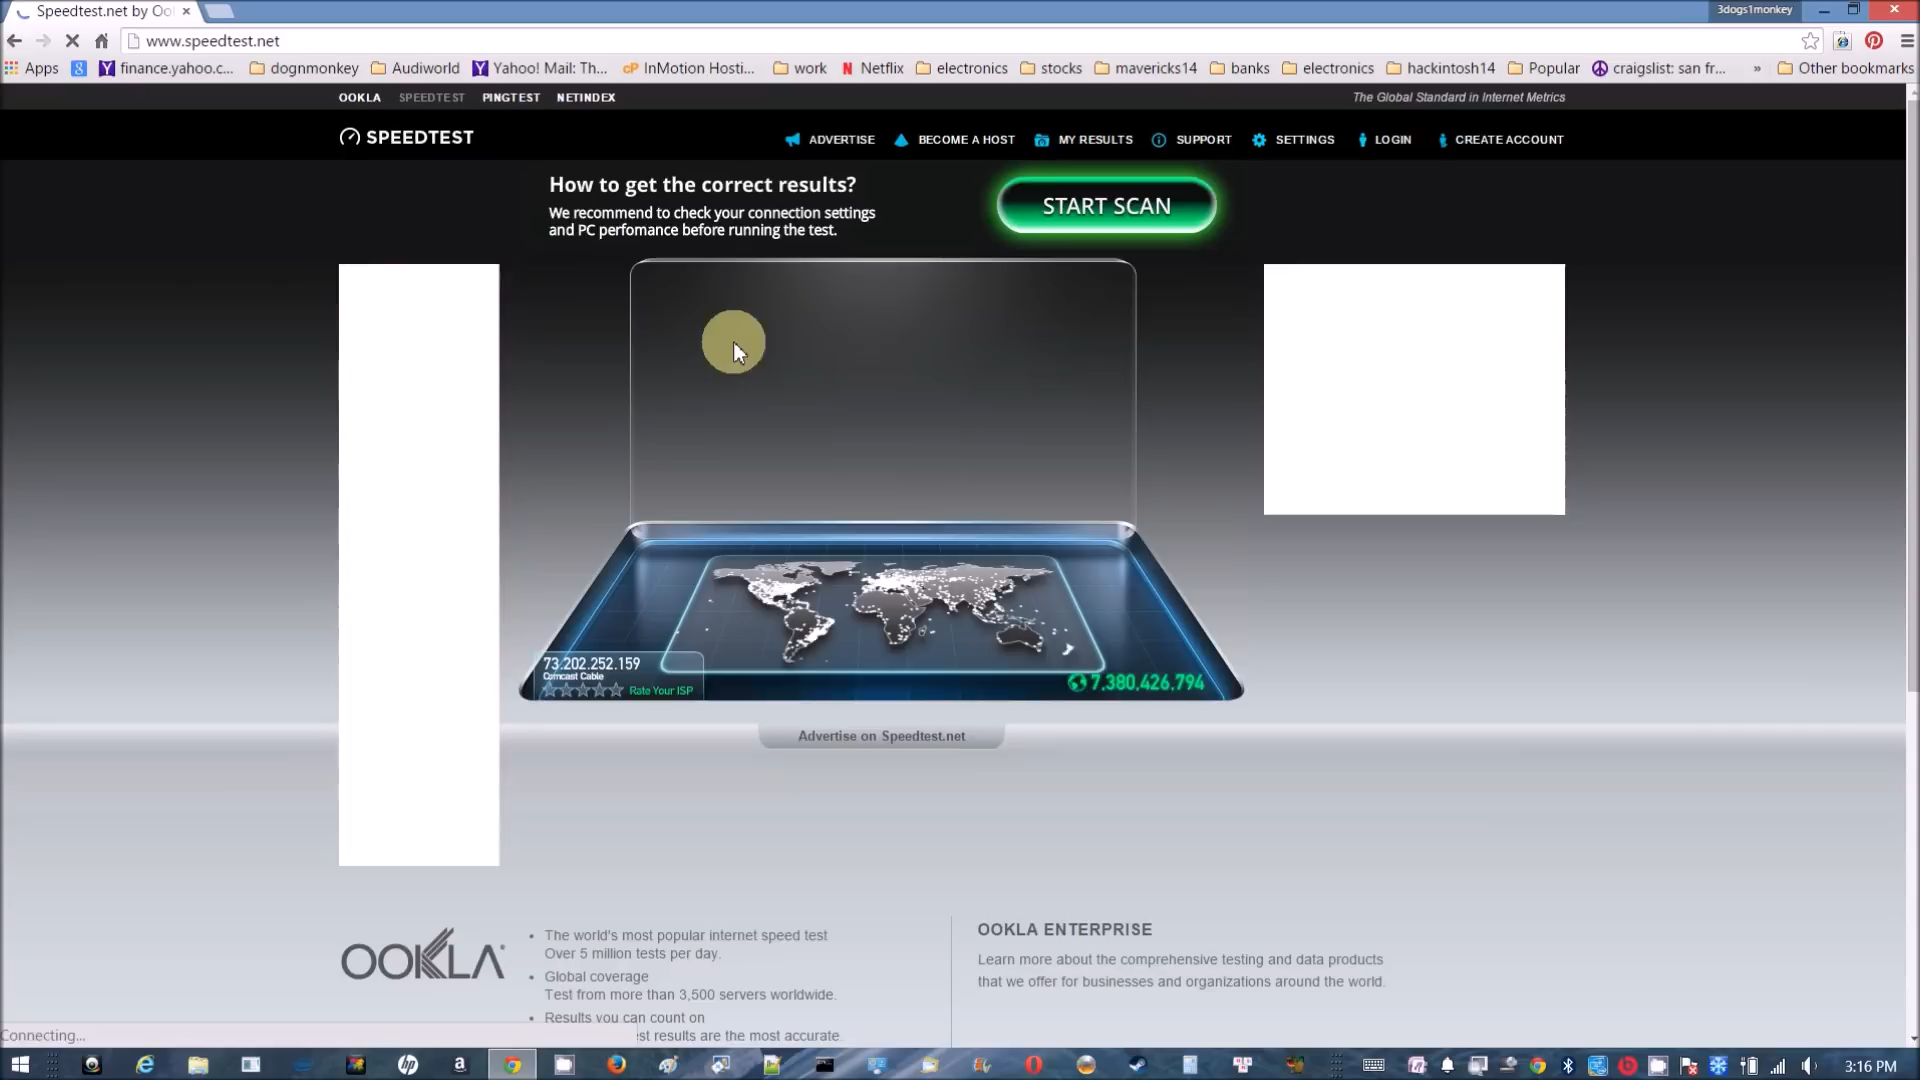 Speedtest.net by Oo
3dogs1monkey
www.speedtest.net
Apps finance.yahoo.c... dognmonkey Audiworld Yahoo! Mail: Th... cP InMotion Hosti... work N Netflix electronics stocks mavericks14 banks electronics hackintosh14 Popular craigslist: san fr... » Other bookmarks
OOKLA SPEEDTEST PINGTEST NETINDEX The Global Standard in Internet Metrics
SPEEDTEST ADVERTISE BECOME A HOST MY RESULTS SUPPORT SETTINGS LOGIN CREATE ACCOUNT
How to get the correct results?
We recommend to check your connection settings
and PC perfomance before running the test.
START SCAN
73.202.252.159
Comcast Cable
Rate Your ISP
7,380,426,794
Advertise on Speedtest.net
OOKLA
The world's most popular internet speed test
Over 5 million tests per day.
Global coverage
Test from more than 3,500 servers worldwide.
Results you can count on
st results are the most accurate.
OOKLA ENTERPRISE
Learn more about the comprehensive testing and data products
that we offer for businesses and organizations around the world.
Connecting...
3:16 PM